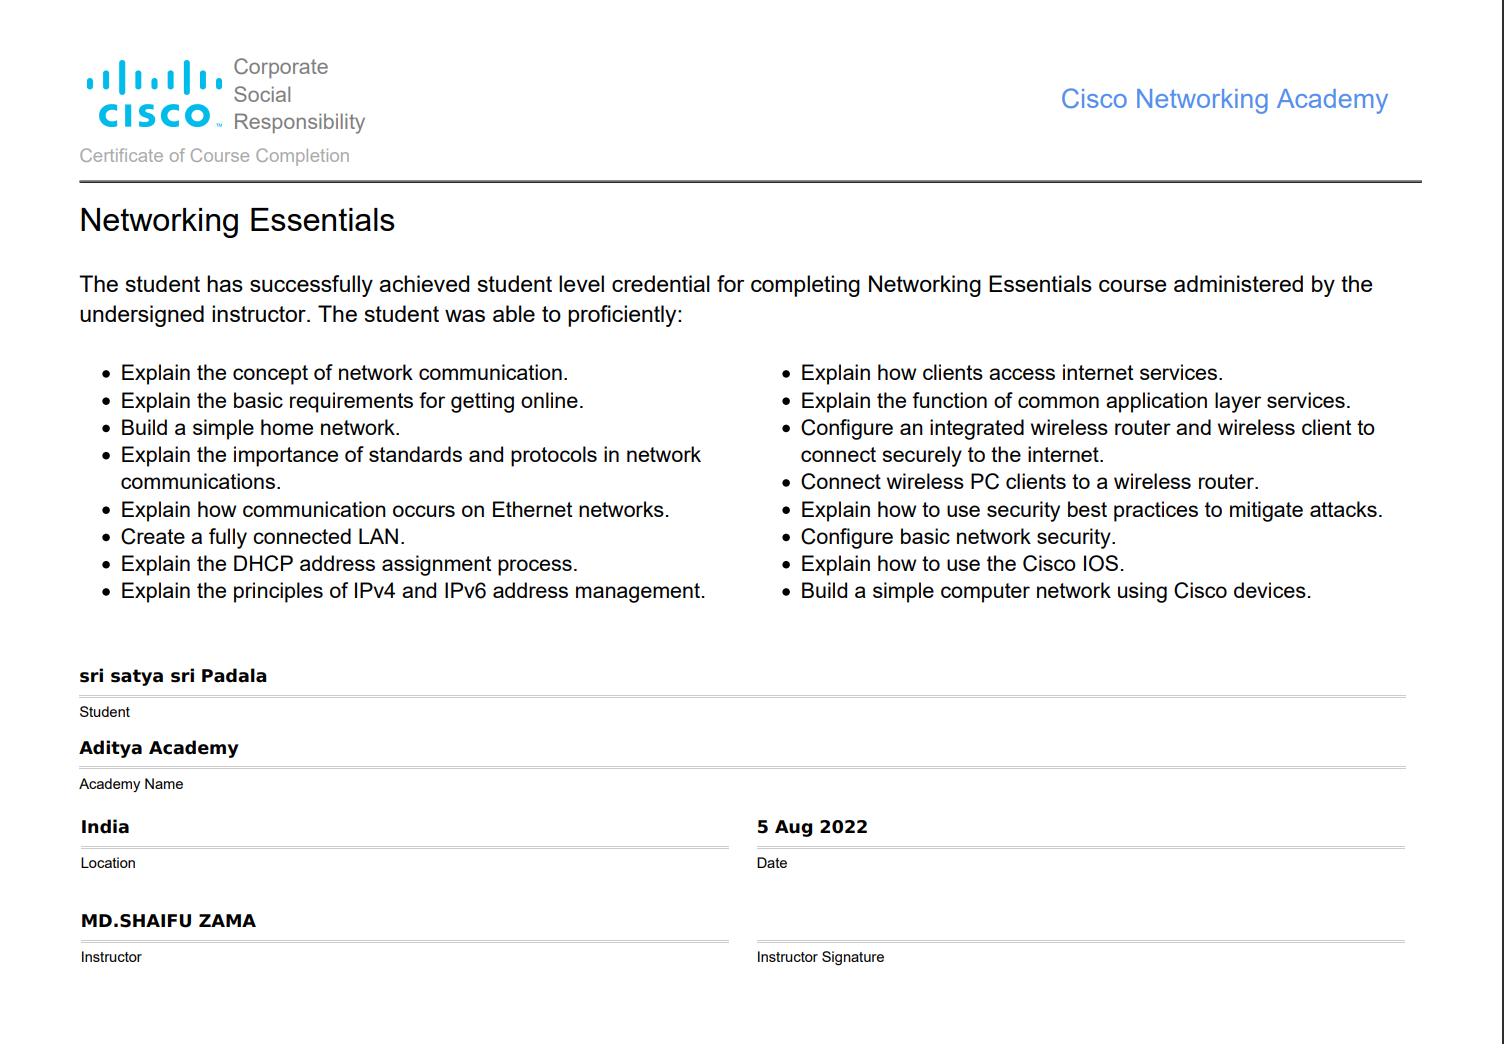 CISCO™
Corporate
Social
Responsibility
Cisco Networking Academy
Certificate of Course Completion
Networking Essentials
The student has successfully achieved student level credential for completing Networking Essentials course administered by the
undersigned instructor. The student was able to proficiently:
• Explain the concept of network communication.
• Explain the basic requirements for getting online.
• Build a simple home network.
• Explain the importance of standards and protocols in network
communications.
• Explain how communication occurs on Ethernet networks.
• Create a fully connected LAN.
• Explain the DHCP address assignment process.
• Explain the principles of IPv4 and IPv6 address management.
• Explain how clients access internet services.
• Explain the function of common application layer services.
• Configure an integrated wireless router and wireless client to
connect securely to the internet.
• Connect wireless PC clients to a wireless router.
• Explain how to use security best practices to mitigate attacks.
• Configure basic network security.
• Explain how to use the Cisco IOS.
• Build a simple computer network using Cisco devices.
sri satya sri Padala
Student
Aditya Academy
Academy Name
India
Location
5 Aug 2022
Date
MD.SHAIFU ZAMA
Instructor
Instructor Signature